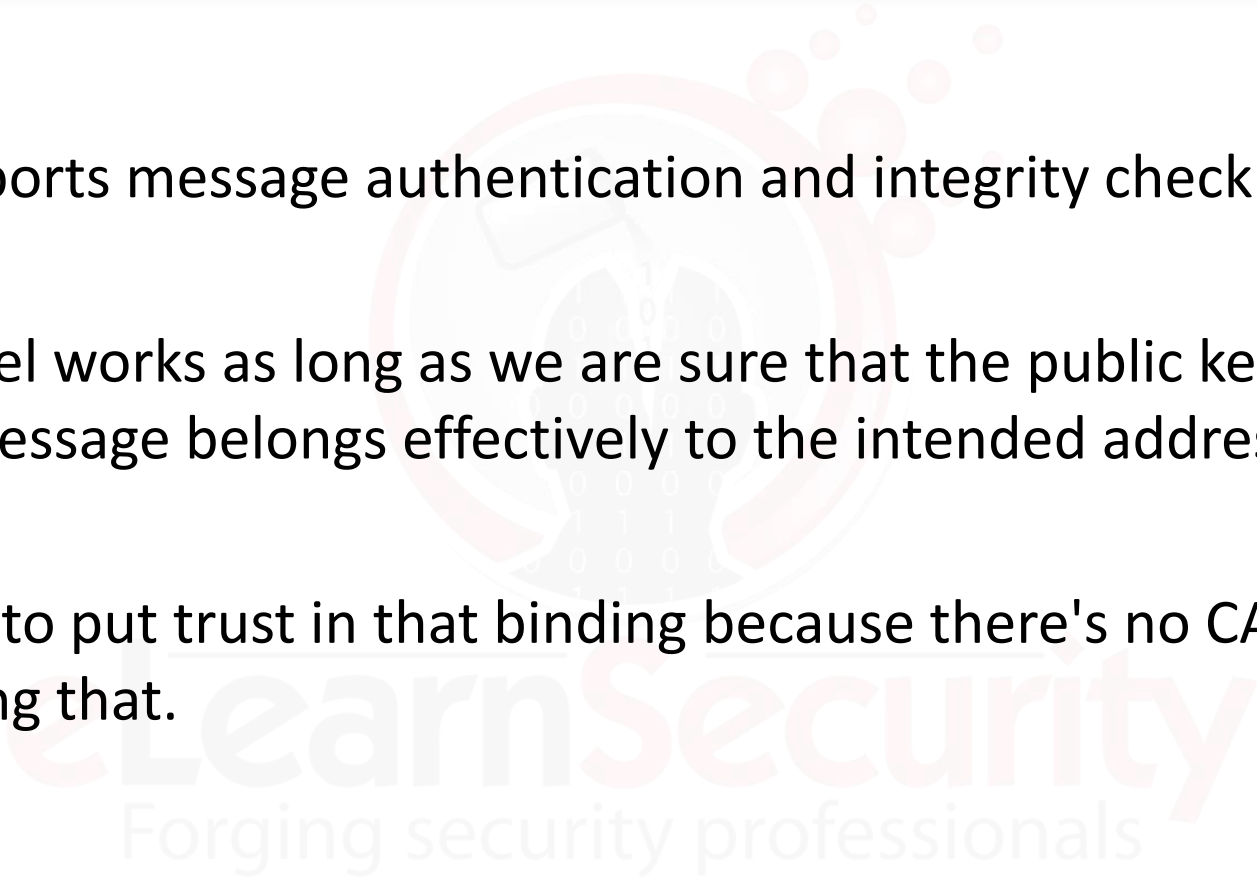 ports message authentication and integrity check
el works as long as we are sure that the public ke
essage belongs effectively to the intended addre
to put trust in that binding because there's no CA
ng that.
eLearnSecurity
Forging security professionals